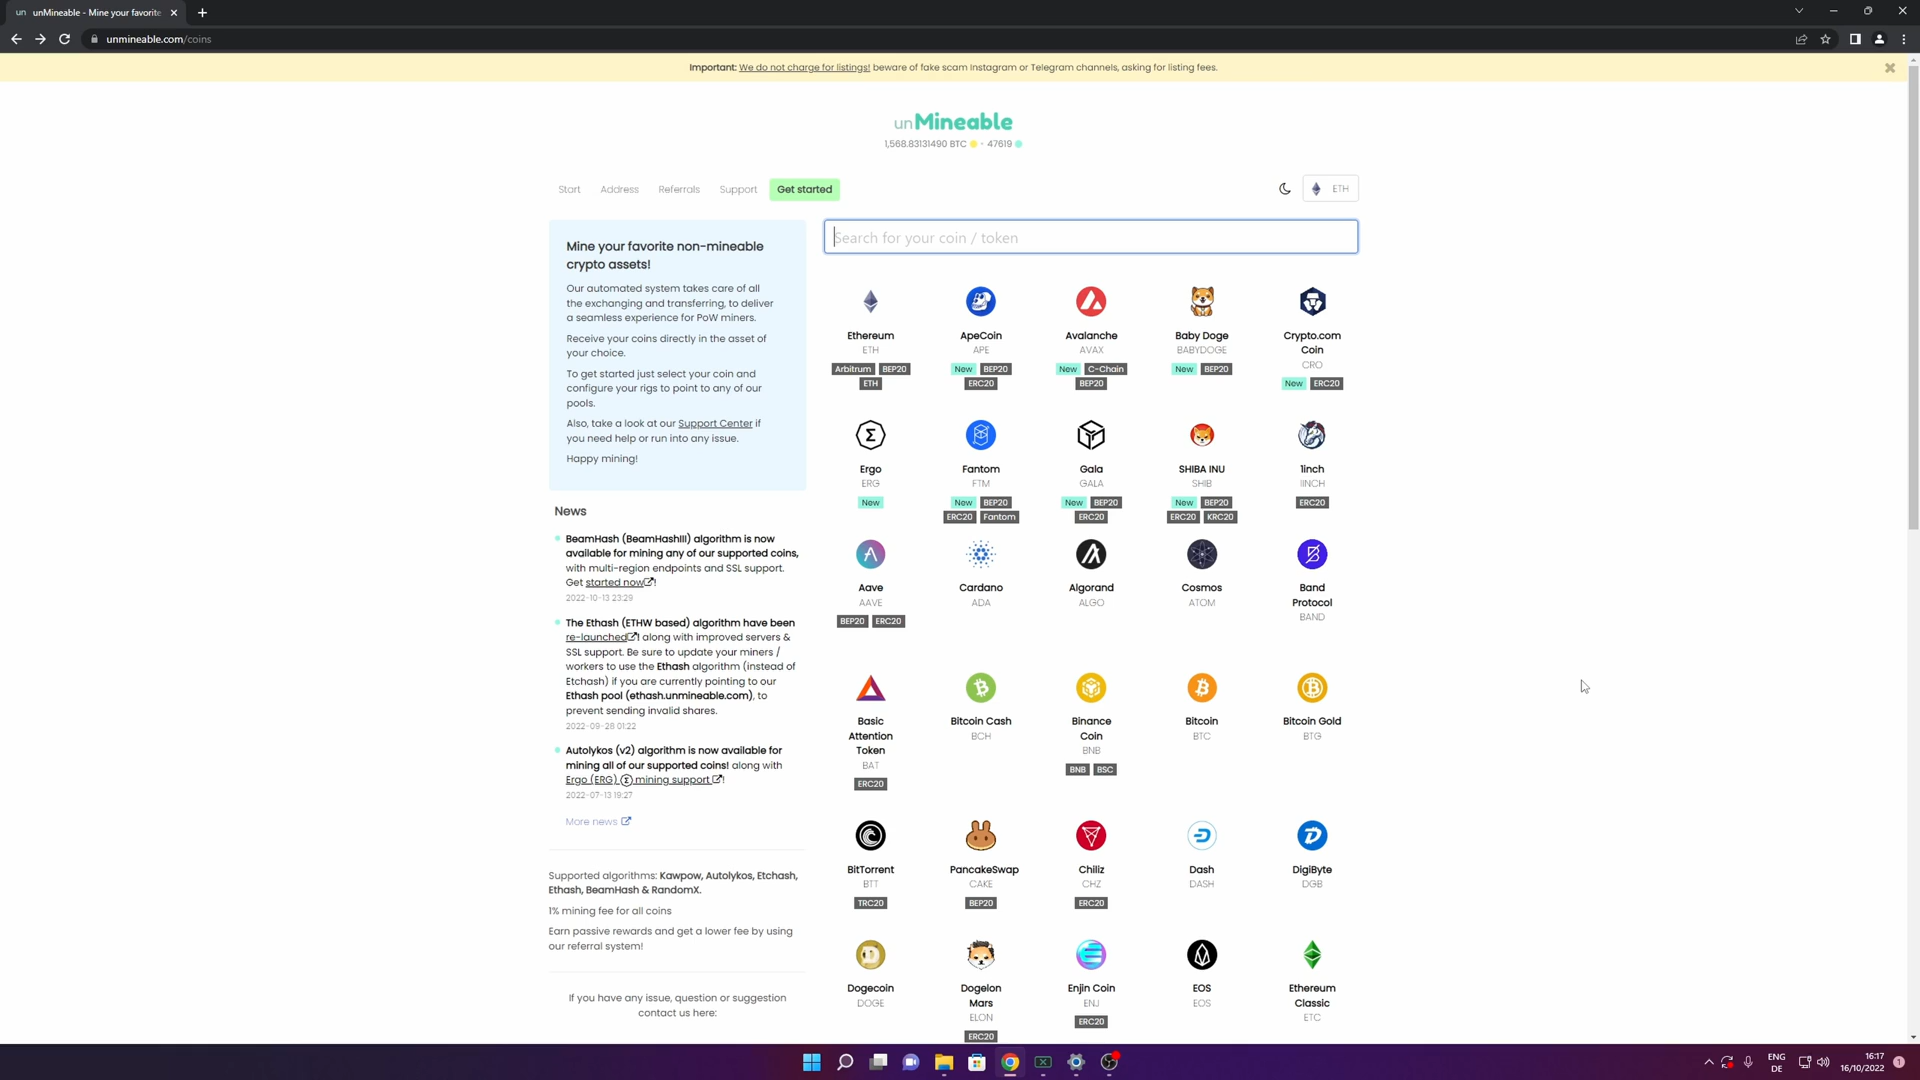 unMineable - Mine your favorite
unmineable.com/coins
Important: We do not charge for listings! beware of fake scam Instagram or Telegram channels, asking for listing fees.
unMineable
1,568.83131490 BTC - 47619
Start Address Referrals Support Get started
ETH
Mine your favorite non-mineable
crypto assets!
Our automated system takes care of all
the exchanging and transferring, to deliver
a seamless experience for PoW miners.
Receive your coins directly in the asset of
your choice.
To get started just select your coin and
configure your rigs to point to any of our
pools.
Also, take a look at our Support Center if
you need help or run into any issue.
Happy mining!
News
BeamHash (BeamHashIII) algorithm is now
available for mining any of our supported coins,
with multi-region endpoints and SSL support.
Get started now!
2022-10-13 23:29
The Ethash (ETHW based) algorithm have been
re-launched! along with improved servers &
SSL support. Be sure to update your miners /
workers to use the Ethash algorithm (instead of
Etchash) if you are currently pointing to our
Ethash pool (ethash.unmineable.com), to
prevent sending invalid shares.
2022-09-28 01:22
Autolykos (v2) algorithm is now available for
mining all of our supported coins! along with
Ergo (ERG) mining support!
2022-07-13 19:27
More news
Supported algorithms: Kawpow, Autolykos, Etchash,
Ethash, BeamHash & RandomX.
1% mining fee for all coins
Earn passive rewards and get a lower fee by using
our referral system!
If you have any issue, question or suggestion
contact us here:
Search for your coin / token
Ethereum
ETH
Arbitrum BEP20
ETH
ApeCoin
APE
New BEP20
ERC20
Avalanche
AVAX
New C-Chain
BEP20
Baby Doge
BABYDOGE
New BEP20
Crypto.com
Coin
CRO
New ERC20
Ergo
ERG
New
Fantom
FTM
New BEP20
ERC20 Fantom
Gala
GALA
New BEP20
ERC20
SHIBA INU
SHIB
New BEP20
ERC20 KRC20
1inch
1INCH
ERC20
Aave
AAVE
BEP20 ERC20
Cardano
ADA
Algorand
ALGO
Cosmos
ATOM
Band
Protocol
BAND
Basic
Attention
Token
BAT
ERC20
Bitcoin Cash
BCH
Binance
Coin
BNB
BNB BSC
Bitcoin
BTC
Bitcoin Gold
BTG
BitTorrent
BTT
TRC20
PancakeSwap
CAKE
BEP20
Chiliz
CHZ
ERC20
Dash
DASH
DigiByte
DGB
Dogecoin
DOGE
Dogelon
Mars
ELON
ERC20
Enjin Coin
ENJ
ERC20
EOS
EOS
Ethereum
Classic
ETC
ENG
DE
16:17
16/10/2022
1